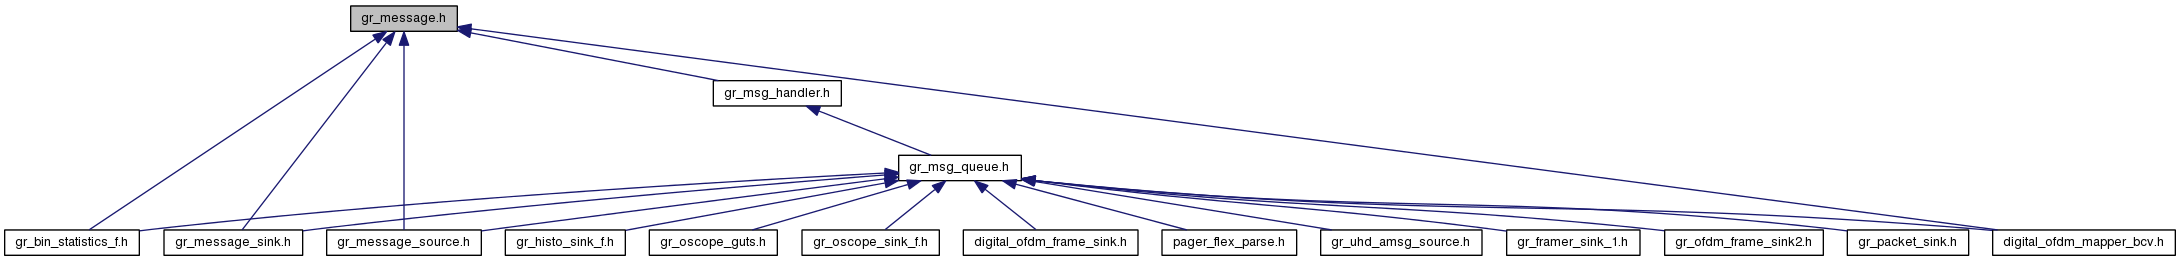 gr_message.h
gr_msg_handler.h
gr_msg_queue.h
gr_bin_statistics_f.h
gr_message_sink.h
gr_message_source.h
gr_histo_sink_f.h
gr_oscope_guts.h
gr_oscope_sink_f.h
digital_ofdm_frame_sink.h
pager_flex_parse.h
gr_uhd_amsg_source.h
gr_framer_sink_1.h
gr_ofdm_frame_sink2.h
gr_packet_sink.h
digital_ofdm_mapper_bcv.h